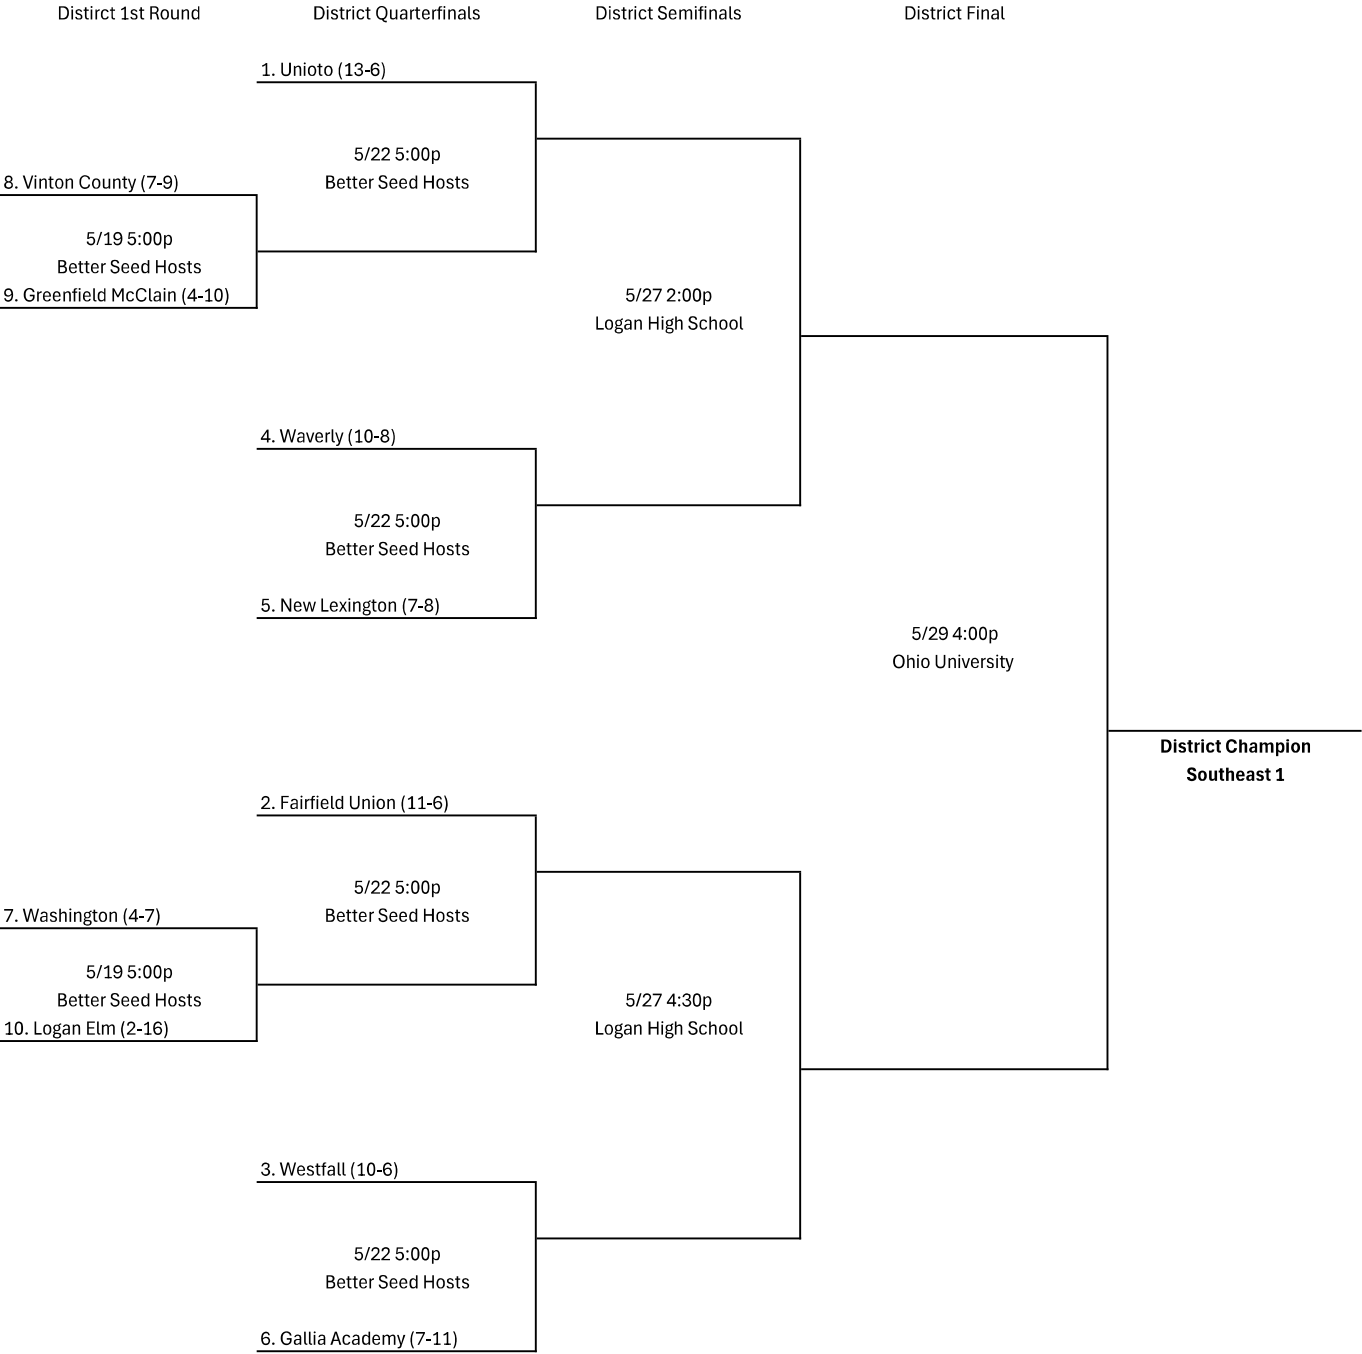 Distirct 1st Round
District Quarterfinals
District Semifinals
District Final
1. Unioto (13-6)
5/22 5:00p
Better Seed Hosts
8. Vinton County (7-9)
5/19 5:00p
Better Seed Hosts
9. Greenfield McClain (4-10)
5/27 2:00p
Logan High School
4. Waverly (10-8)
5/22 5:00p
Better Seed Hosts
5. New Lexington (7-8)
5/29 4:00p
Ohio University
District Champion
Southeast 1
2. Fairfield Union (11-6)
5/22 5:00p
Better Seed Hosts
7. Washington (4-7)
5/19 5:00p
Better Seed Hosts
10. Logan Elm (2-16)
5/27 4:30p
Logan High School
3. Westfall (10-6)
5/22 5:00p
Better Seed Hosts
6. Gallia Academy (7-11)